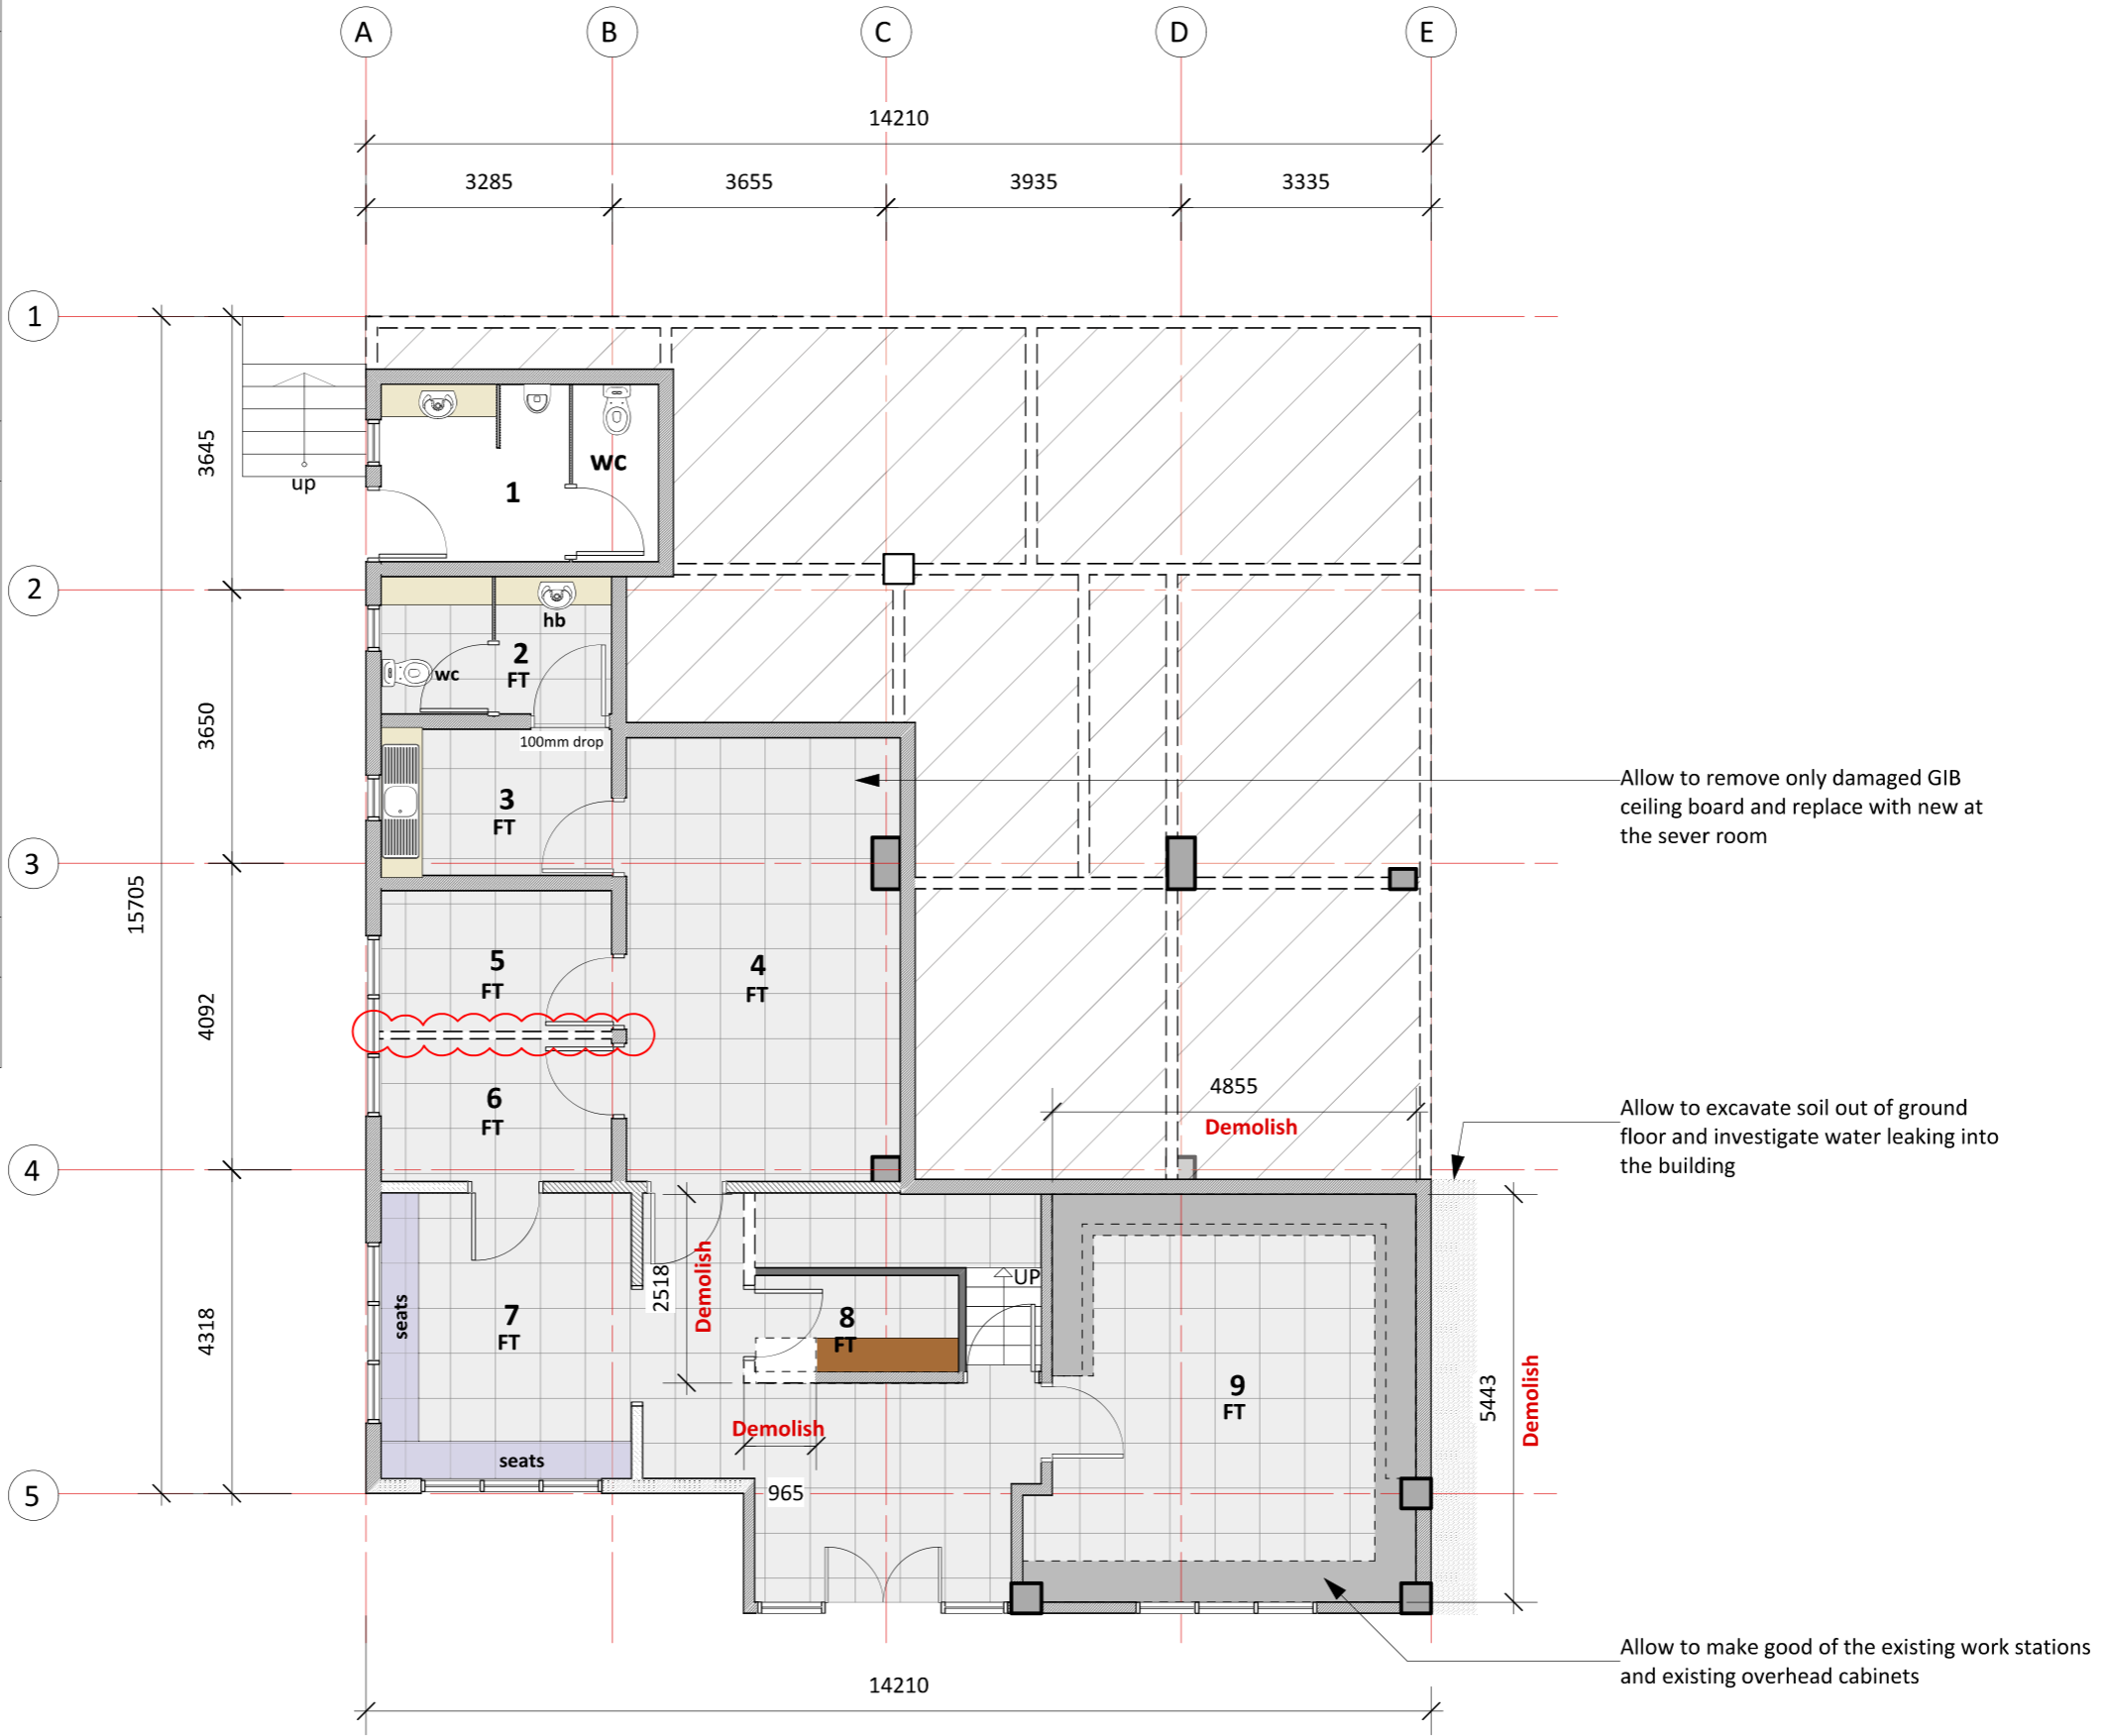 A
B
C
D
E
14210
3285
3655
3935
3335
1
3645
up
wc
1
2
hb
2
FT
wc
3650
100mm drop
Allow to remove only damaged GIB
ceiling board and replace with new at
the sever room
3
FT
3
15705
5
FT
4
FT
4092
6
FT
4855
Demolish
Allow to excavate soil out of ground
floor and investigate water leaking into
the building
4
4318
seats
7
FT
2518
Demolish
UP
8
FT
9
FT
5443
Demolish
Demolish
seats
5
965
Allow to make good of the existing work stations
and existing overhead cabinets
14210